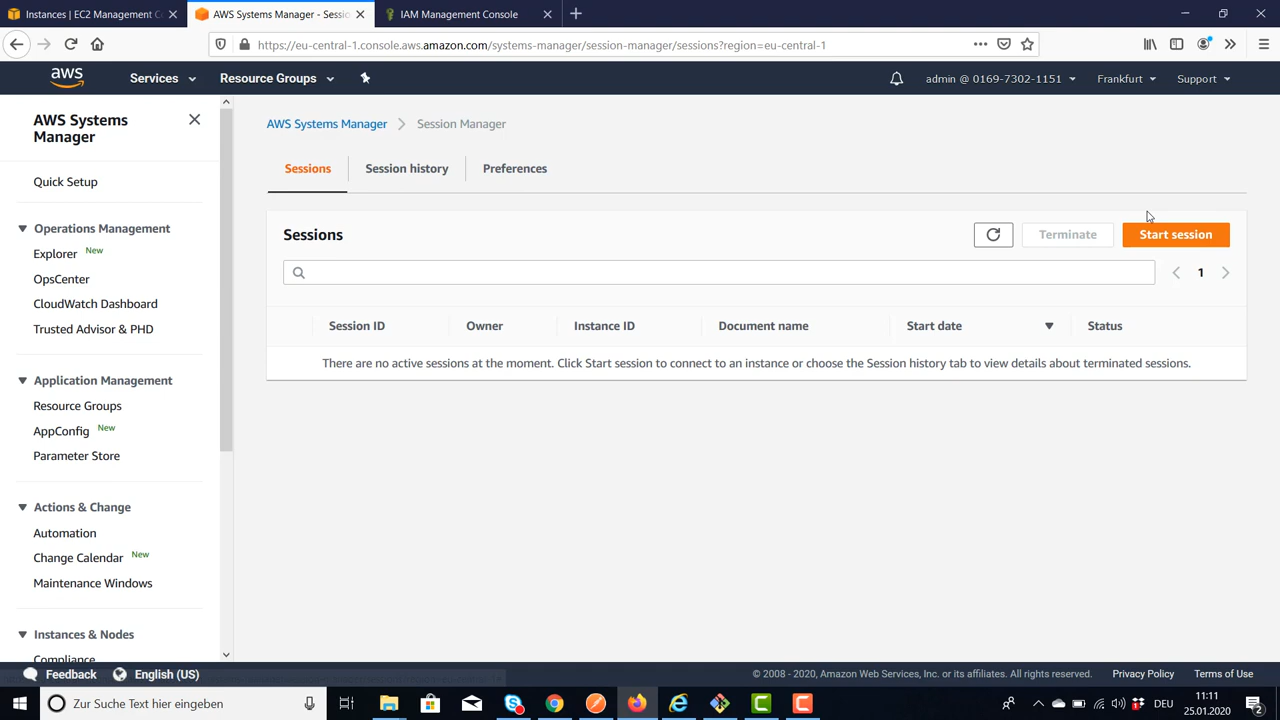 Instances | EC2 Management C
AWS Systems Manager - Sessio
IAM Management Console
https://eu-central-1.console.aws.amazon.com/systems-manager/session-manager/sessions?region=eu-central-1
aws
Services
Resource Groups
admin @ 0169-7302-1151
Frankfurt
Support
AWS Systems
Manager
Quick Setup
Operations Management
Explorer New
OpsCenter
CloudWatch Dashboard
Trusted Advisor & PHD
Application Management
Resource Groups
AppConfig New
Parameter Store
Actions & Change
Automation
Change Calendar New
Maintenance Windows
Instances & Nodes
Compliance
AWS Systems Manager
Session Manager
Sessions
Session history
Preferences
Sessions
Terminate
Start session
1
Session ID
Owner
Instance ID
Document name
Start date
Status
There are no active sessions at the moment. Click Start session to connect to an instance or choose the Session history tab to view details about terminated sessions.
Feedback
English (US)
© 2008 - 2020, Amazon Web Services, Inc. or its affiliates. All rights reserved.
Privacy Policy
Terms of Use
Zur Suche Text hier eingeben
DEU
11:11
25.01.2020
2